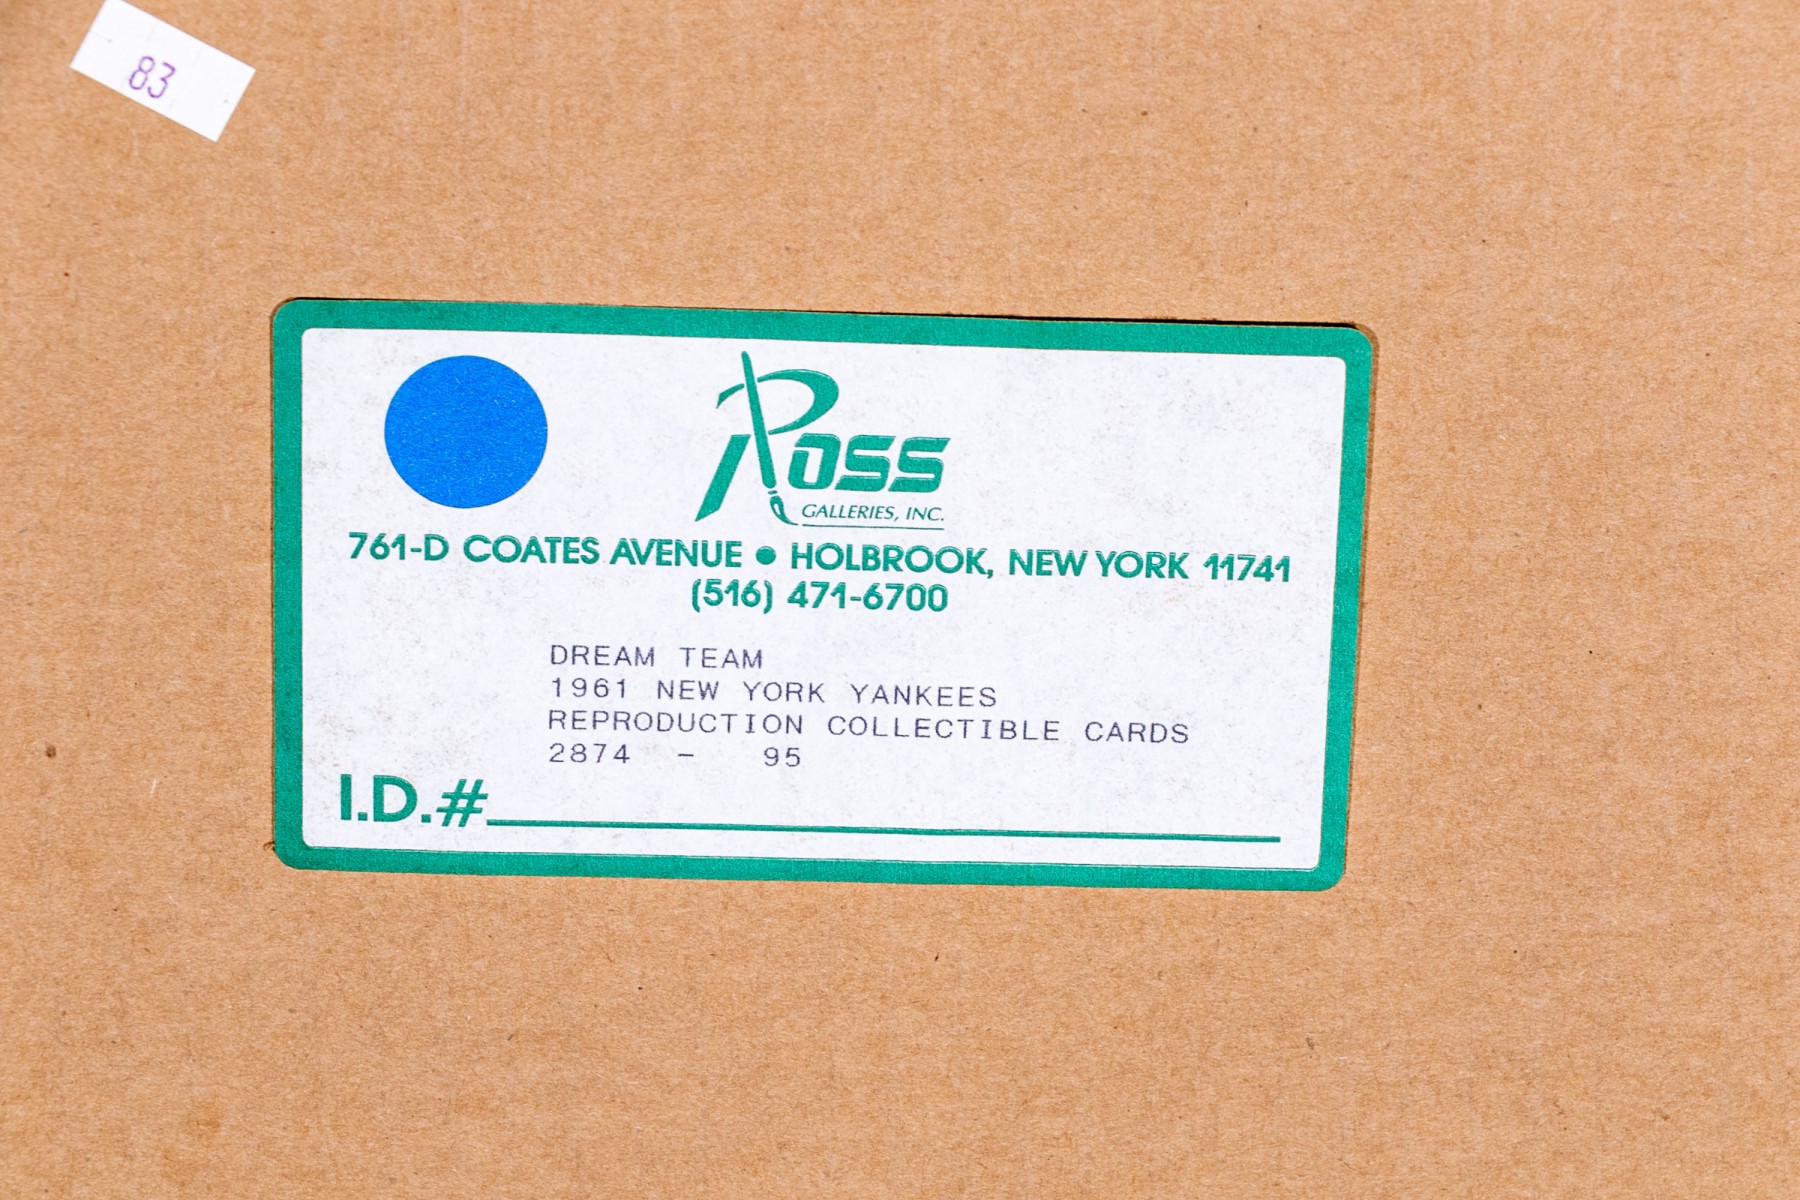 83
Ross
GALLERIES, INC.
761-D COATES AVENUE • HOLBROOK, NEW YORK 11741
(516) 471-6700
DREAM TEAM
1961 NEW YORK YANKEES
REPRODUCTION COLLECTIBLE CARDS
2874 - 95
I.D.#